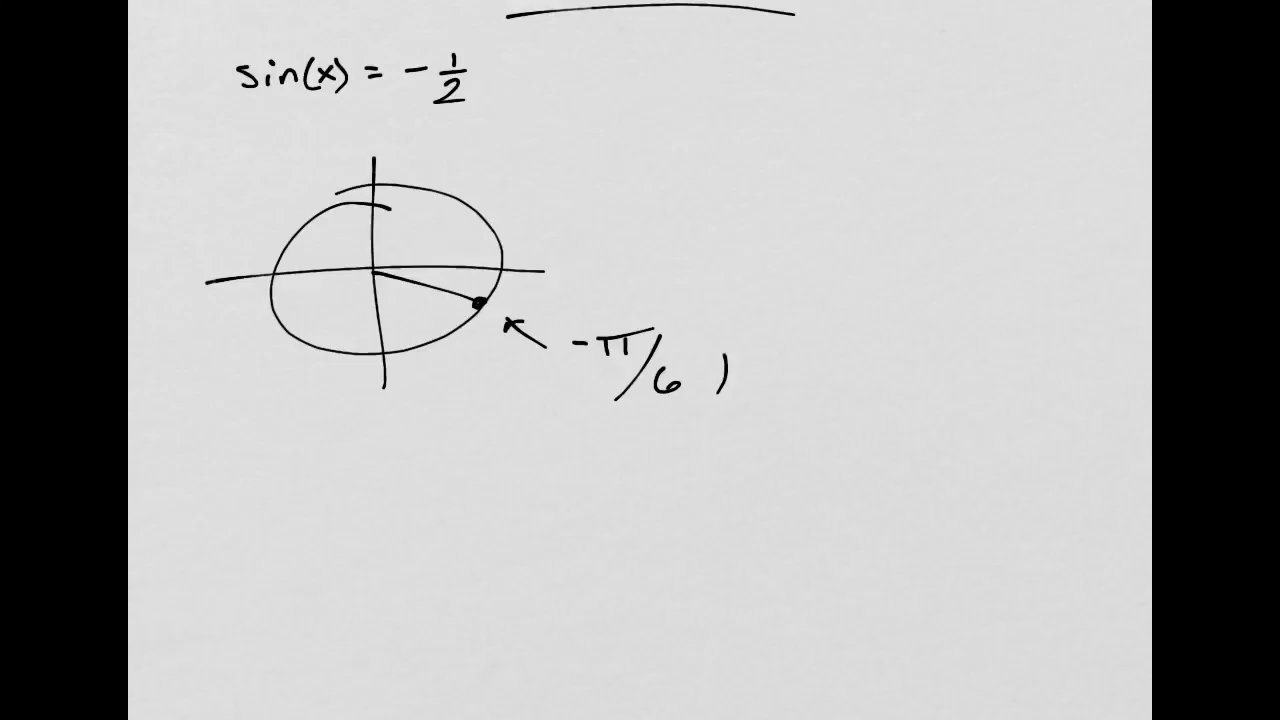 sin(x) = - 1/2
-π/6 )